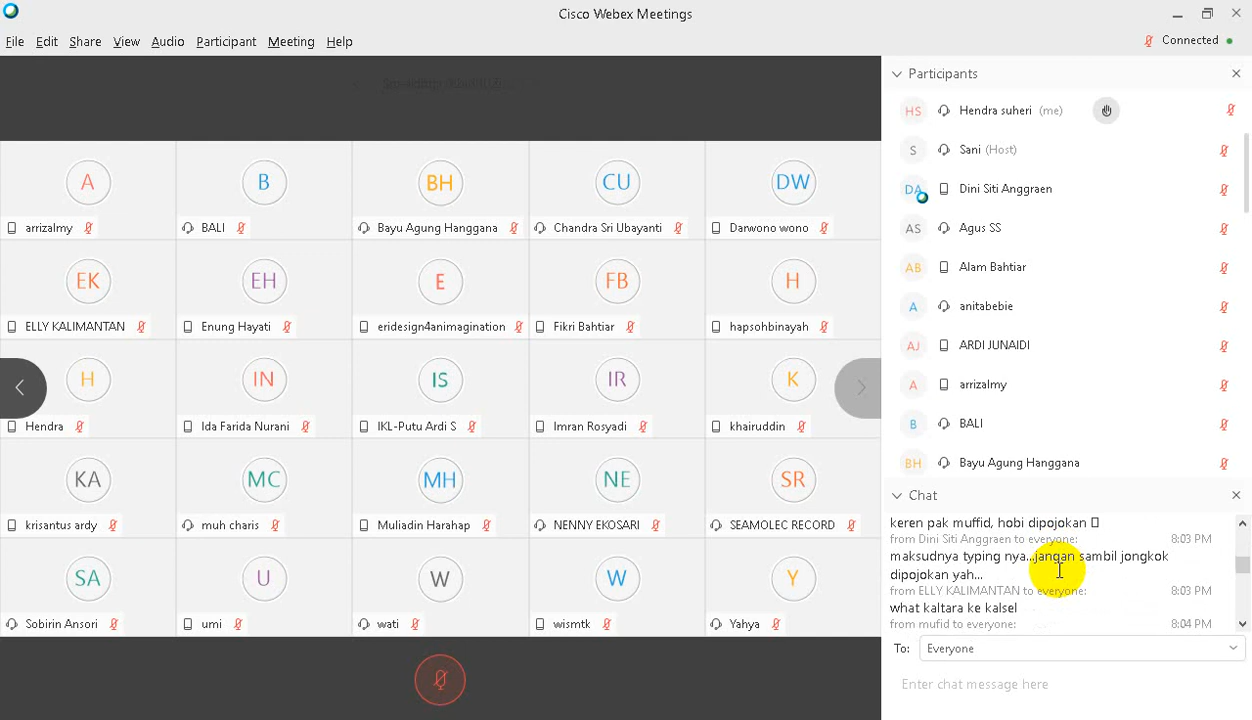 Cisco Webex Meetings
File Edit Share View Audio Participant Meeting Help
Connected
A
arrizalmy
B
BALI
BH
Bayu Agung Hanggana
CU
Chandra Sri Ubayanti
DW
Darwono wono
EK
ELLY KALIMANTAN
EH
Enung Hayati
E
eridesign4animagination
FB
Fikri Bahtiar
H
hapsohbinayah
H
Hendra
IN
Ida Farida Nurani
IS
IKL-Putu Ardi S
IR
Imran Rosyadi
K
khairuddin
KA
krisantus ardy
MC
muh charis
MH
Muliadin Harahap
NE
NENNY EKOSARI
SR
SEAMOLEC RECORD
SA
Sobirin Ansori
U
umi
W
wati
W
wismtk
Y
Yahya
Participants
HS Hendra suheri (me)
S Sani (Host)
DA Dini Siti Anggraen
AS Agus SS
AB Alam Bahtiar
A anitabebie
AJ ARDI JUNAIDI
A arrizalmy
B BALI
BH Bayu Agung Hanggana
Chat
keren pak muffid, hobi dipojokan
from Dini Siti Anggraen to everyone: 8:03 PM
maksudnya typing nya...jangan sambil jongkok
dipojokan yah...
from ELLY KALIMANTAN to everyone: 8:03 PM
what kaltara ke kalsel
from mufid to everyone: 8:04 PM
To: Everyone
Enter chat message here